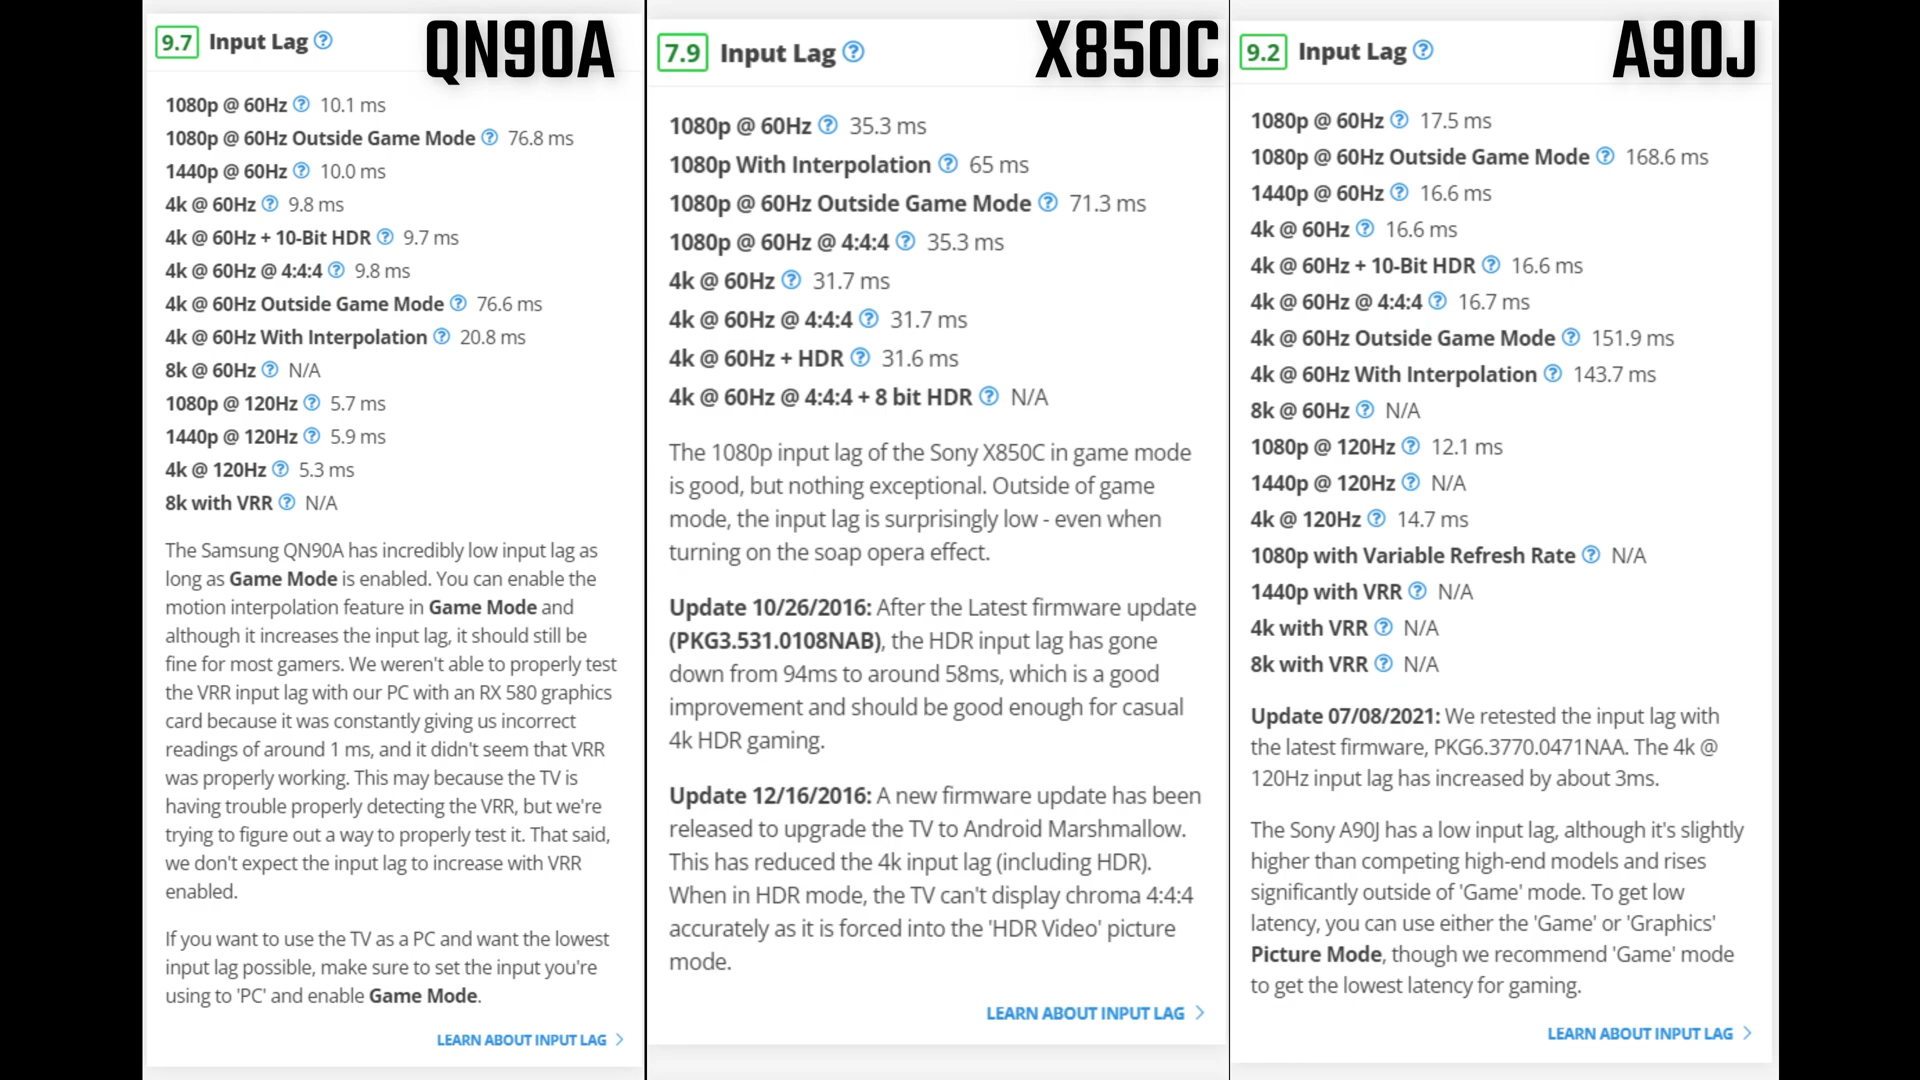 9.7 Input Lag ? QN90A
1080p @ 60Hz ? 10.1 ms
1080p @ 60Hz Outside Game Mode ? 76.8 ms
1440p @ 60Hz ? 10.0 ms
4k @ 60Hz ? 9.8 ms
4k @ 60Hz + 10-Bit HDR ? 9.7 ms
4k @ 60Hz @ 4:4:4 ? 9.8 ms
4k @ 60Hz Outside Game Mode ? 76.6 ms
4k @ 60Hz With Interpolation ? 20.8 ms
8k @ 60Hz ? N/A
1080p @ 120Hz ? 5.7 ms
1440p @ 120Hz ? 5.9 ms
4k @ 120Hz ? 5.3 ms
8k with VRR ? N/A
The Samsung QN90A has incredibly low input lag as
long as Game Mode is enabled. You can enable the
motion interpolation feature in Game Mode and
although it increases the input lag, it should still be
fine for most gamers. We weren't able to properly test
the VRR input lag with our PC with an RX 580 graphics
card because it was constantly giving us incorrect
readings of around 1 ms, and it didn't seem that VRR
was properly working. This may because the TV is
having trouble properly detecting the VRR, but we're
trying to figure out a way to properly test it. That said,
we don't expect the input lag to increase with VRR
enabled.
If you want to use the TV as a PC and want the lowest
input lag possible, make sure to set the input you're
using to 'PC' and enable Game Mode.
LEARN ABOUT INPUT LAG >
7.9 Input Lag ? X850C
1080p @ 60Hz ? 35.3 ms
1080p With Interpolation ? 65 ms
1080p @ 60Hz Outside Game Mode ? 71.3 ms
1080p @ 60Hz @ 4:4:4 ? 35.3 ms
4k @ 60Hz ? 31.7 ms
4k @ 60Hz @ 4:4:4 ? 31.7 ms
4k @ 60Hz + HDR ? 31.6 ms
4k @ 60Hz @ 4:4:4 + 8 bit HDR ? N/A
The 1080p input lag of the Sony X850C in game mode
is good, but nothing exceptional. Outside of game
mode, the input lag is surprisingly low - even when
turning on the soap opera effect.
Update 10/26/2016: After the Latest firmware update
(PKG3.531.0108NAB), the HDR input lag has gone
down from 94ms to around 58ms, which is a good
improvement and should be good enough for casual
4k HDR gaming.
Update 12/16/2016: A new firmware update has been
released to upgrade the TV to Android Marshmallow.
This has reduced the 4k input lag (including HDR).
When in HDR mode, the TV can't display chroma 4:4:4
accurately as it is forced into the 'HDR Video' picture
mode.
LEARN ABOUT INPUT LAG >
9.2 Input Lag ? A90J
1080p @ 60Hz ? 17.5 ms
1080p @ 60Hz Outside Game Mode ? 168.6 ms
1440p @ 60Hz ? 16.6 ms
4k @ 60Hz ? 16.6 ms
4k @ 60Hz + 10-Bit HDR ? 16.6 ms
4k @ 60Hz @ 4:4:4 ? 16.7 ms
4k @ 60Hz Outside Game Mode ? 151.9 ms
4k @ 60Hz With Interpolation ? 143.7 ms
8k @ 60Hz ? N/A
1080p @ 120Hz ? 12.1 ms
1440p @ 120Hz ? N/A
4k @ 120Hz ? 14.7 ms
1080p with Variable Refresh Rate ? N/A
1440p with VRR ? N/A
4k with VRR ? N/A
8k with VRR ? N/A
Update 07/08/2021: We retested the input lag with
the latest firmware, PKG6.3770.0471NAA. The 4k @
120Hz input lag has increased by about 3ms.
The Sony A90J has a low input lag, although it's slightly
higher than competing high-end models and rises
significantly outside of 'Game' mode. To get low
latency, you can use either the 'Game' or 'Graphics'
Picture Mode, though we recommend 'Game' mode
to get the lowest latency for gaming.
LEARN ABOUT INPUT LAG >